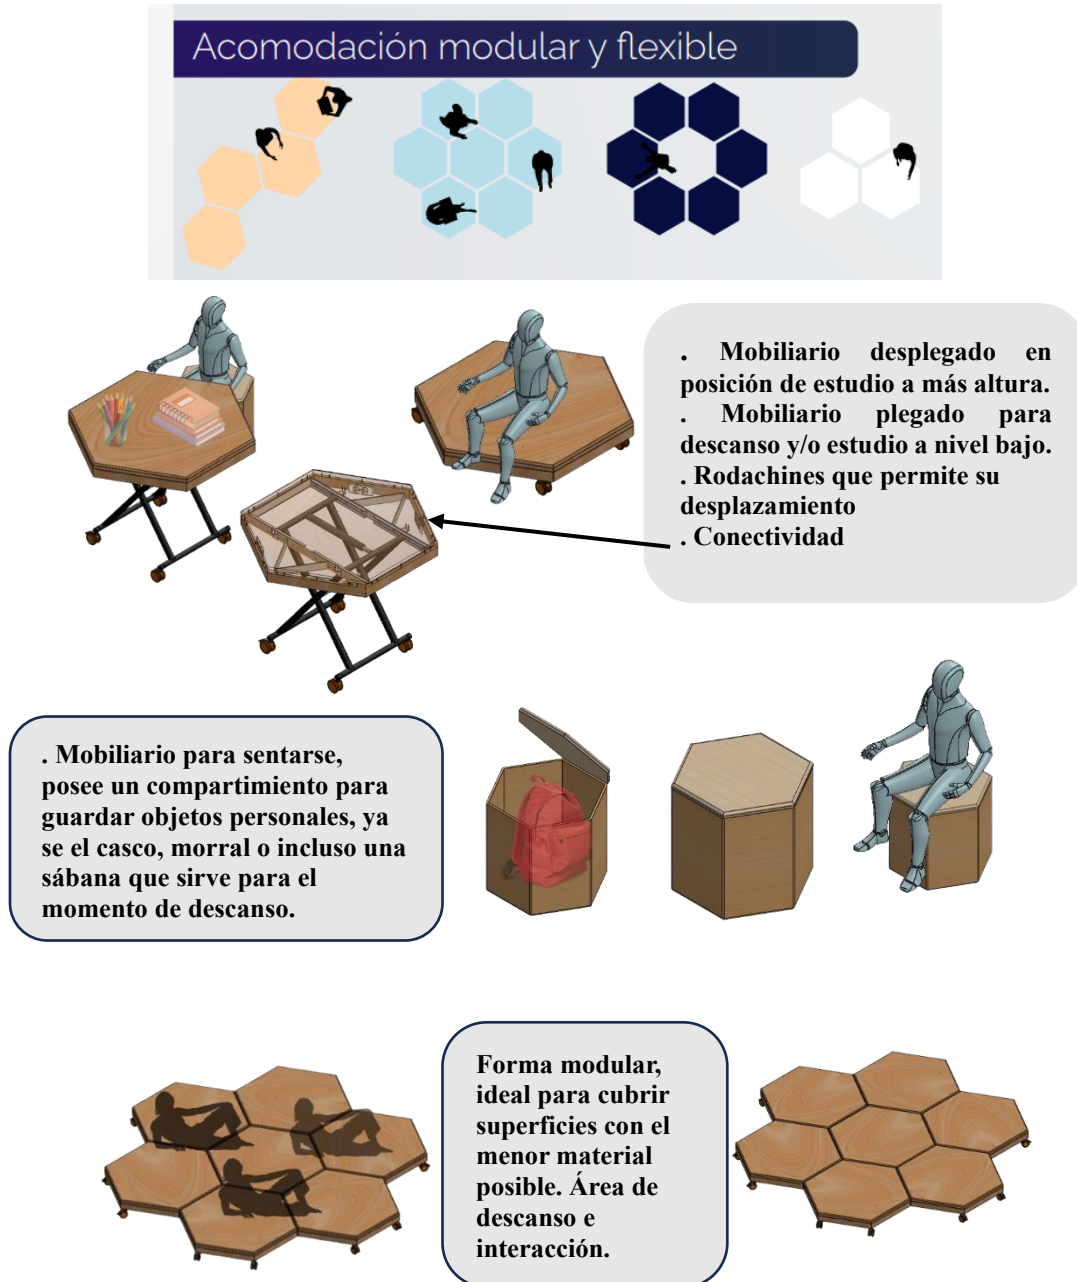 Acomodación modular y flexible
. Mobiliario desplegado en
posición de estudio a más altura.
. Mobiliario plegado para
descanso y/o estudio a nivel bajo.
. Rodachines que permite su
desplazamiento
. Conectividad
. Mobiliario para sentarse,
posee un compartimiento para
guardar objetos personales, ya
se el casco, morral o incluso una
sábana que sirve para el
momento de descanso.
Forma modular,
ideal para cubrir
superficies con el
menor material
posible. Área de
descanso e
interacción.